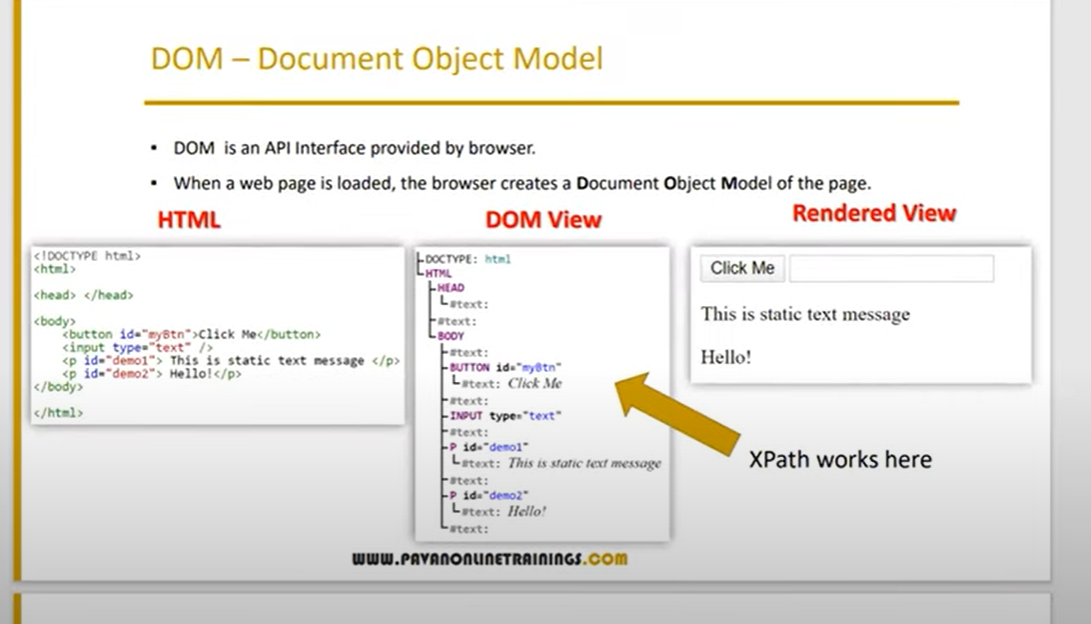 DOM – Document Object Model
▪ DOM is an API Interface provided by browser.
▪ When a web page is loaded, the browser creates a Document Object Model of the page.
HTML
<!DOCTYPE html>
<html>
<head> </head>
<body>
<button id="myBtn">Click Me</button>
<input type="text" />
<p id="demo1"> This is static text message </p>
<p id="demo2"> Hello!</p>
</body>
</html>
DOM View
DOCTYPE: html
HTML
HEAD
#text:
#text:
BODY
#text:
BUTTON id="myBtn"
#text: Click Me
#text:
INPUT type="text"
#text:
P id="demo1"
#text: This is static text message
#text:
P id="demo2"
#text: Hello!
#text:
Rendered View
Click Me
This is static text message
Hello!
XPath works here
WWW.PAVANONLINETRAININGS.COM